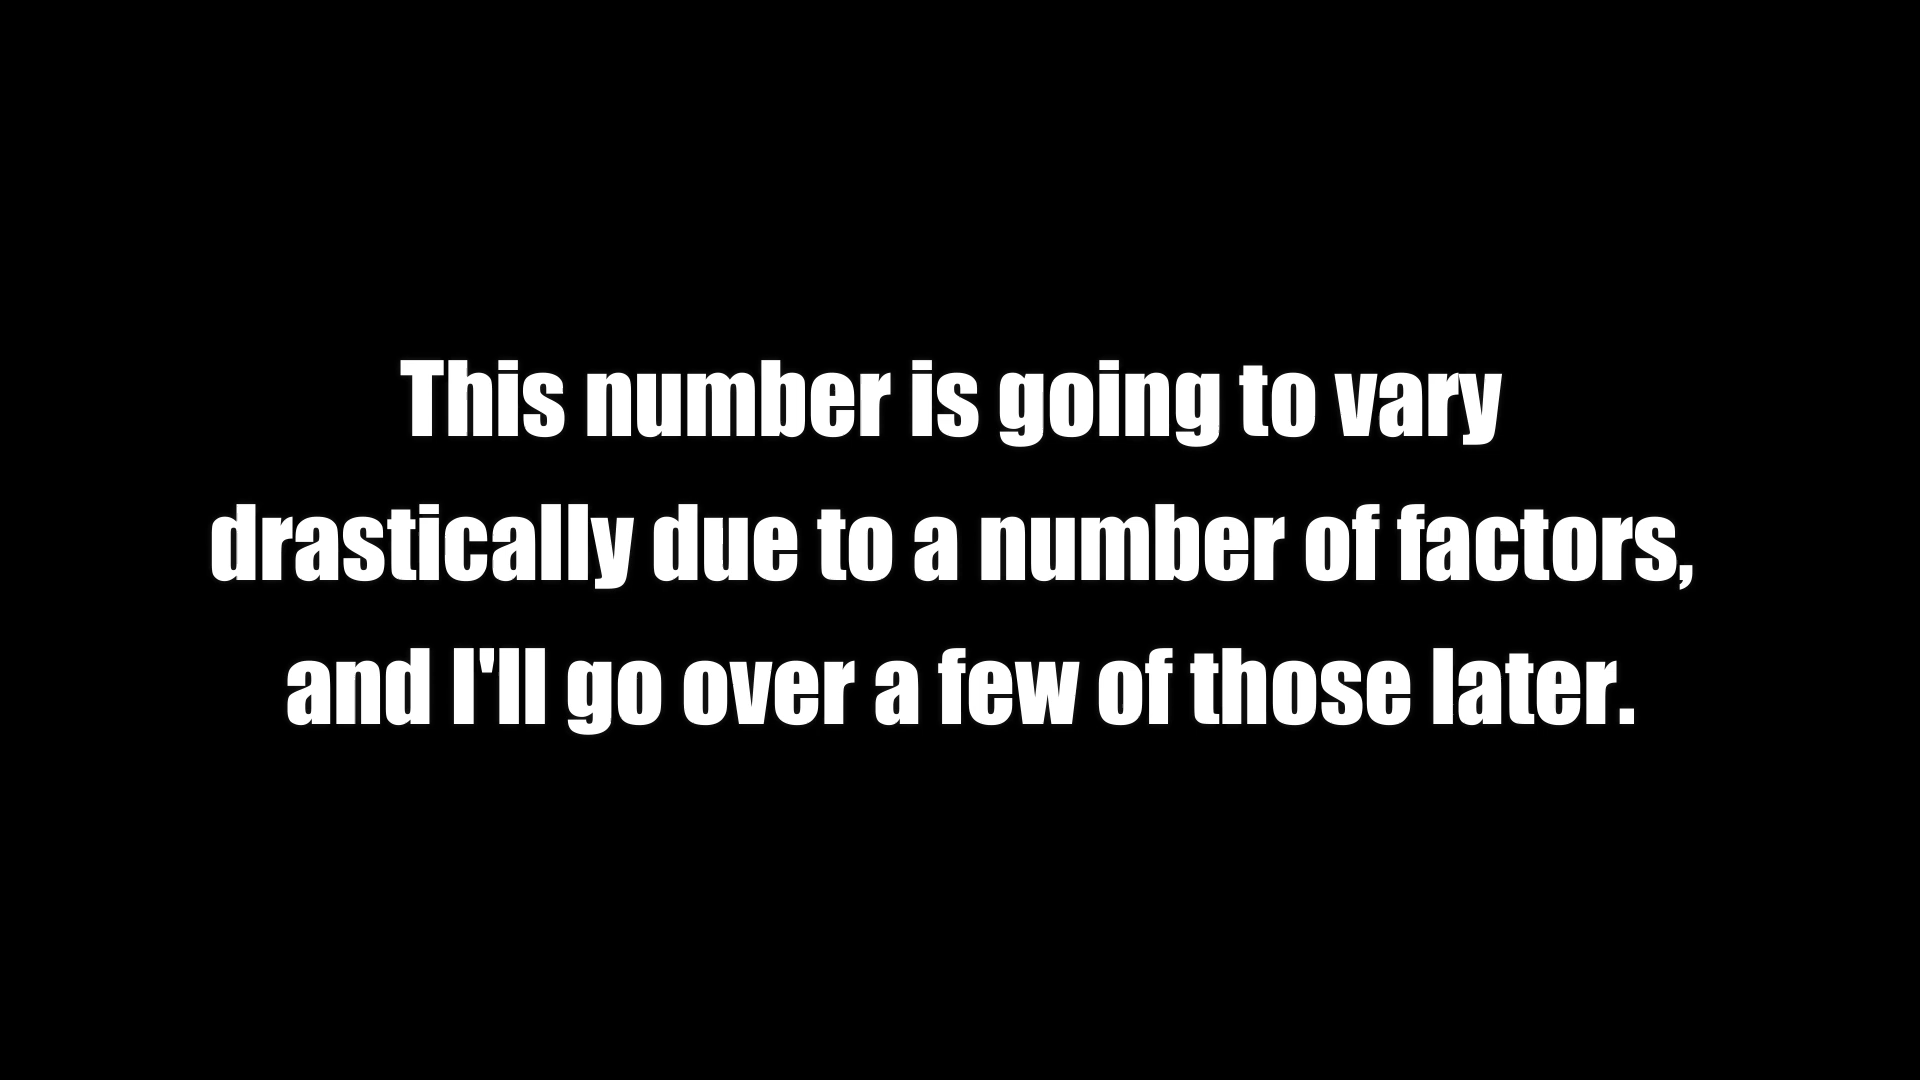 This number is going to vary
drastically due to a number of factors,
and I'll go over a few of those later.